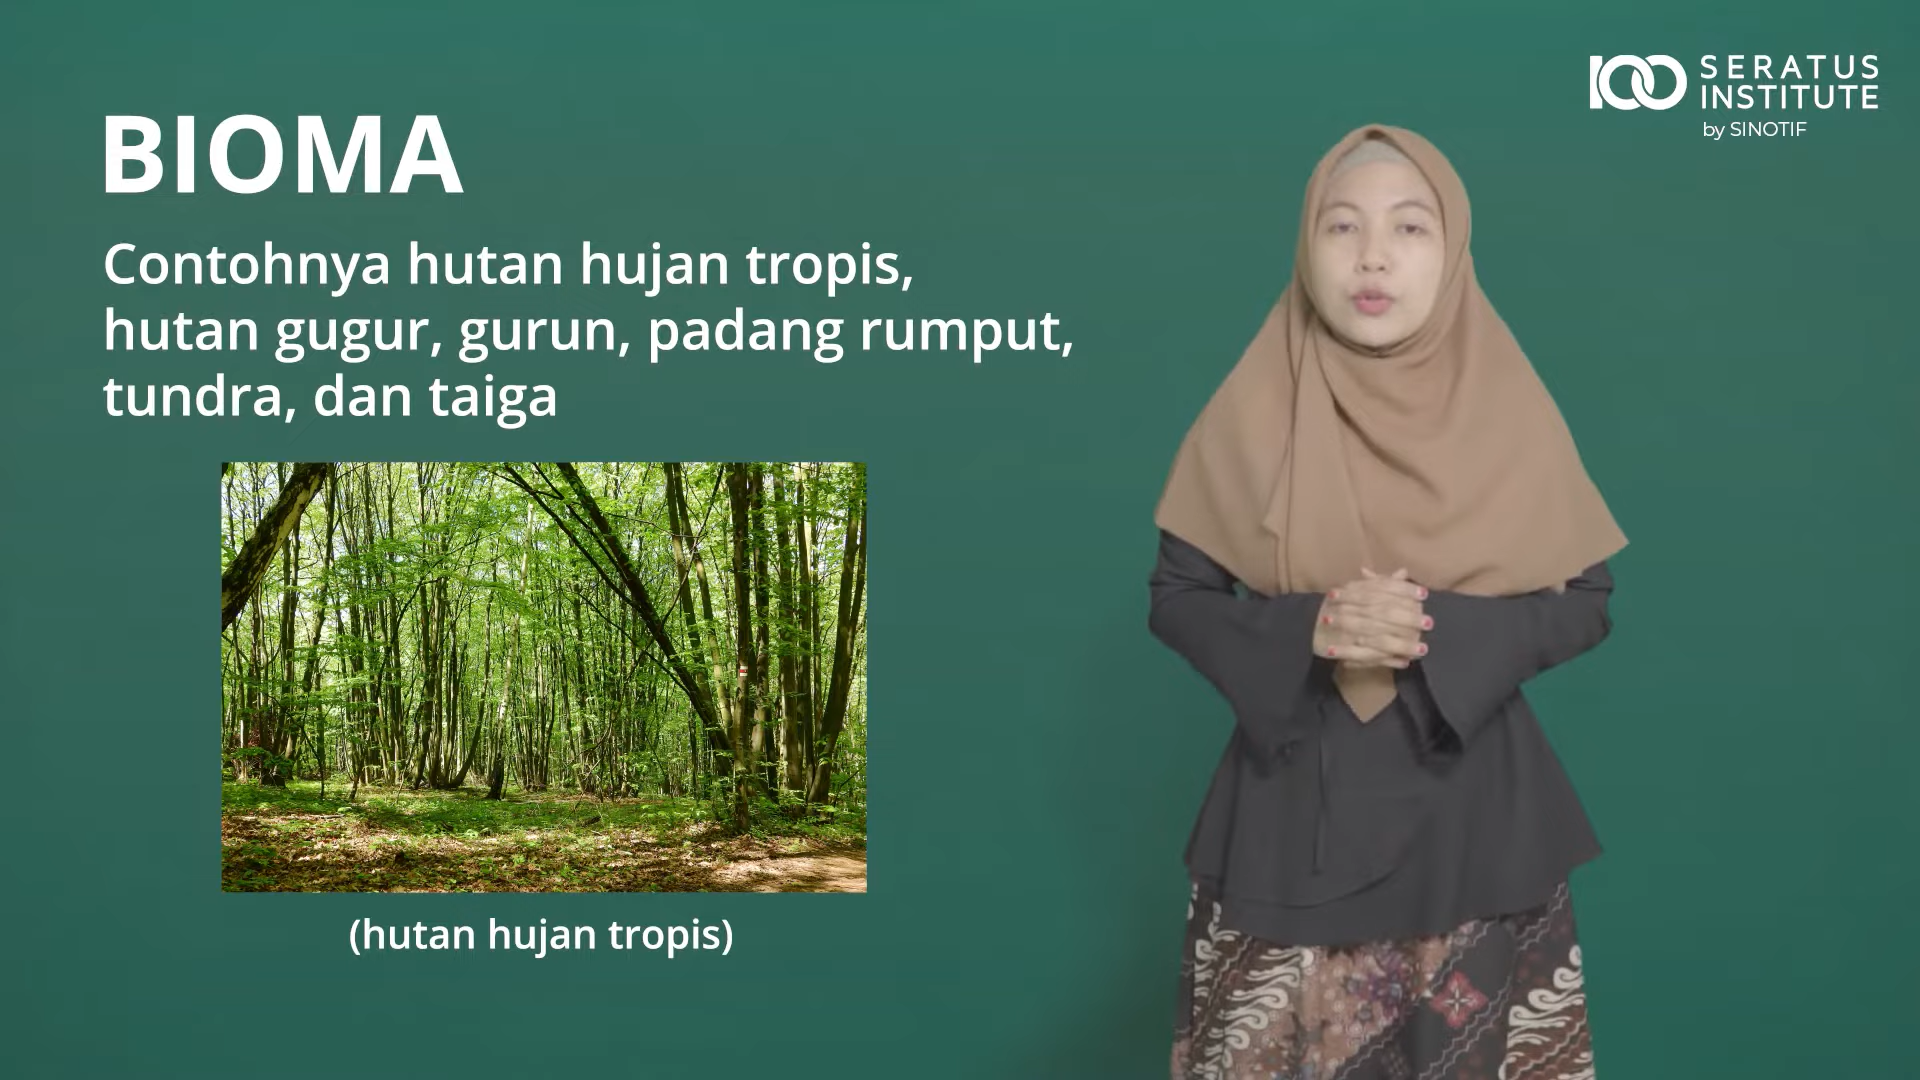 100 SERATUS
INSTITUTE
by SINOTIF
BIOMA
Contohnya hutan hujan tropis,
hutan gugur, gurun, padang rumput,
tundra, dan taiga
(hutan hujan tropis)